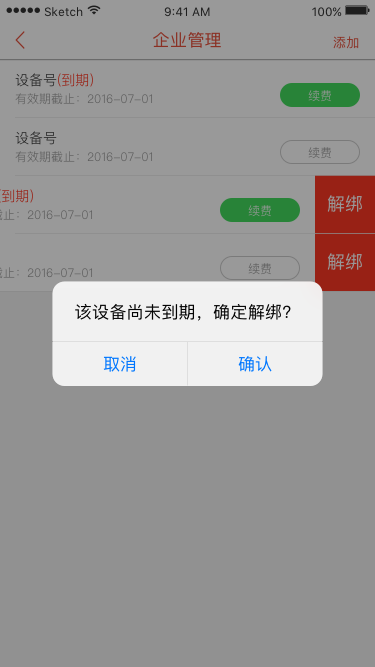 Sketch 9:41 AM 100%
企业管理 添加
设备号(到期)
有效期截止：2016-07-01 续费
设备号
有效期截止：2016-07-01 续费
到期)
止：2016-07-01 续费 解绑
止：2016-07-01 续费 解绑
该设备尚未到期，确定解绑？
取消 确认